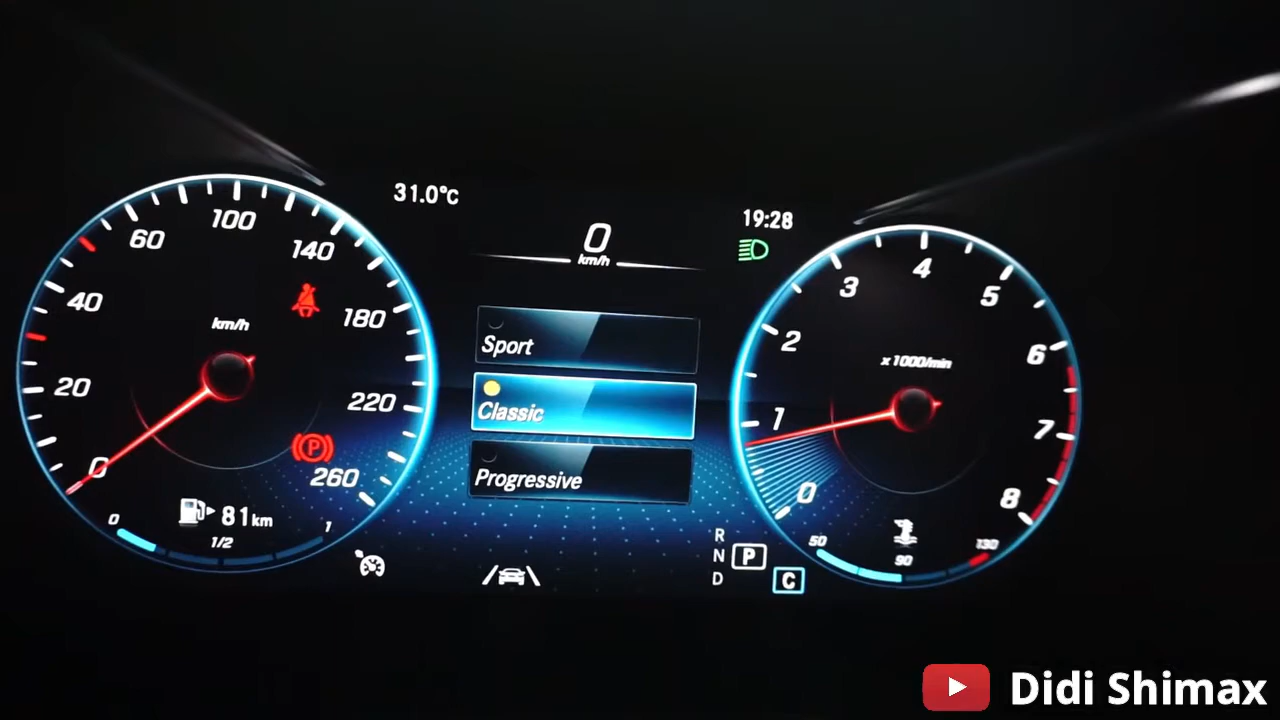 31.0°C
19:28
0
km/h
0
20
40
60
100
140
180
220
260
km/h
P
81 km
0
1/2
1
Sport
Classic
Progressive
0
1
2
3
4
5
6
7
8
x1000/min
50
90
130
R
N
D
P
C
Didi Shimax